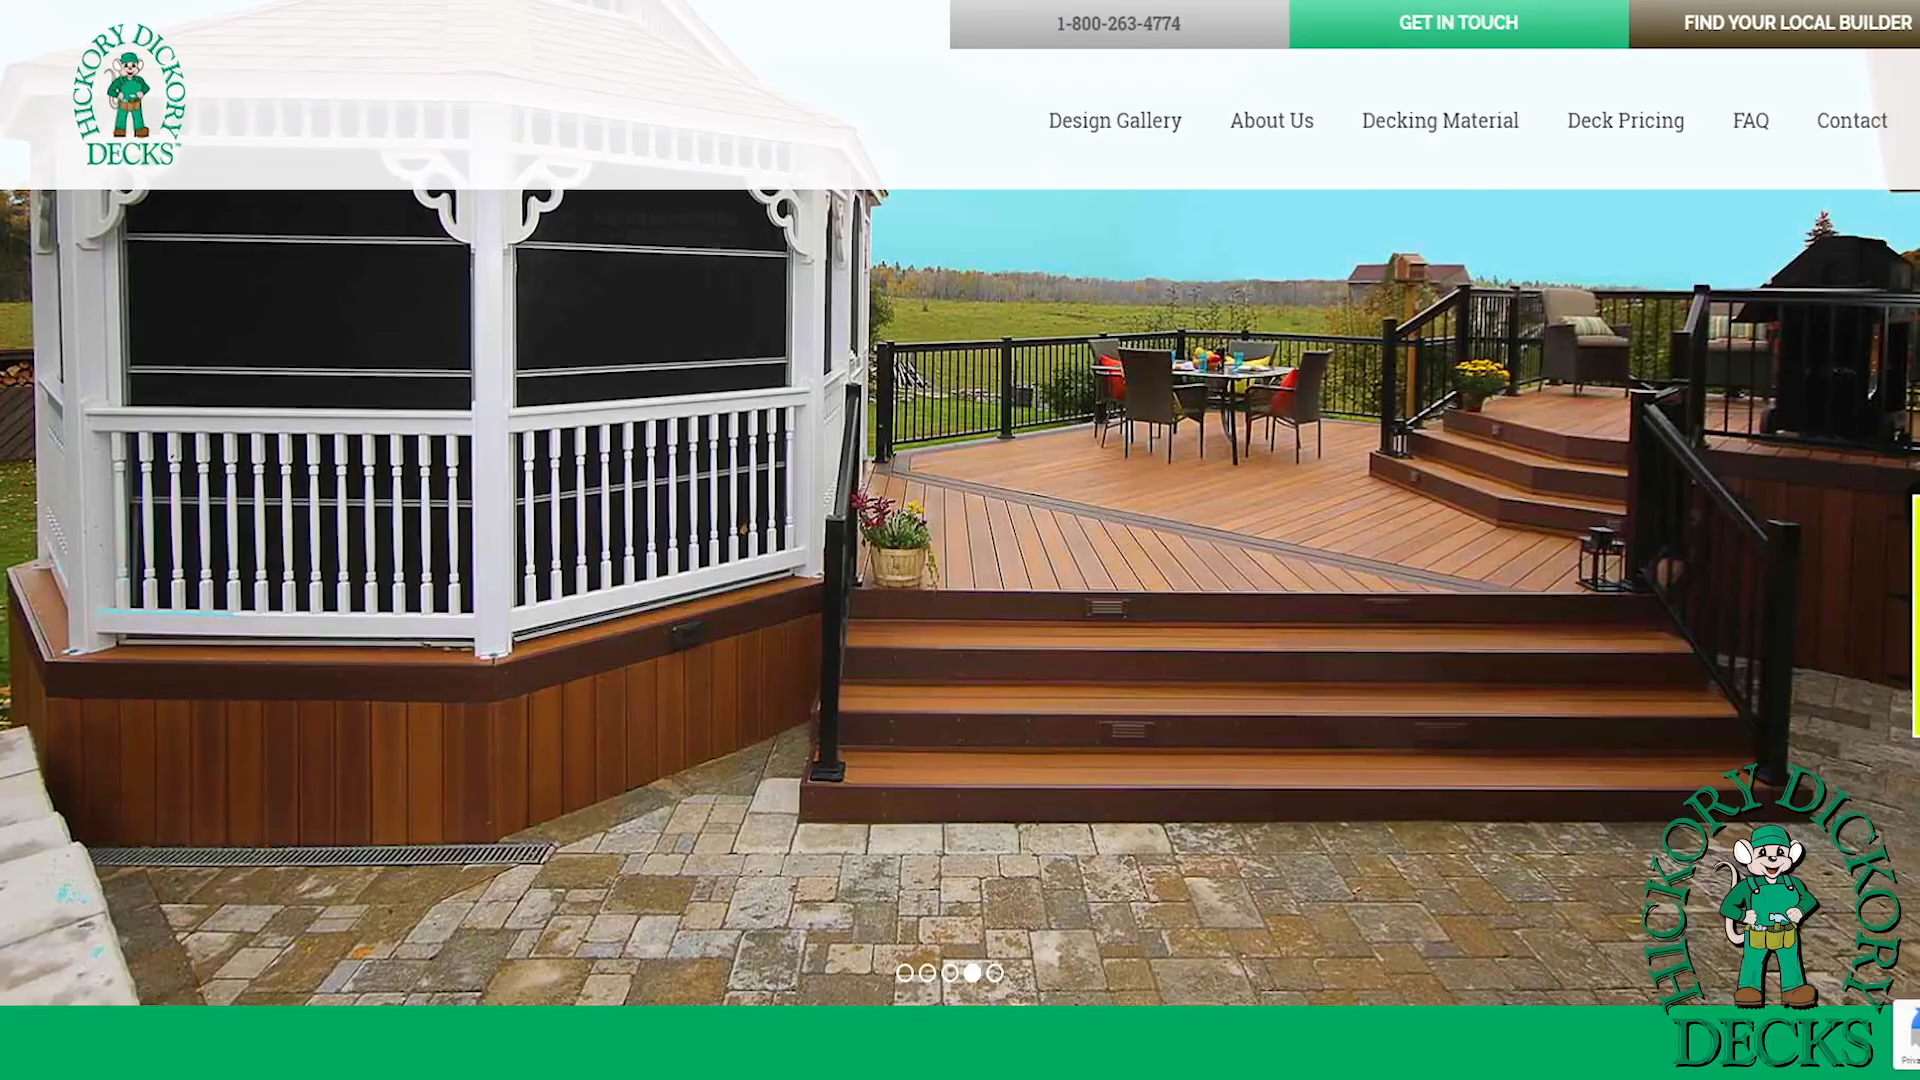 1-800-263-4774
GET IN TOUCH
FIND YOUR LOCAL BUILDER
HICKORY DICKORY
DECKS
Design Gallery
About Us
Decking Material
Deck Pricing
FAQ
Contact
HICKORY DICKORY
DECKS